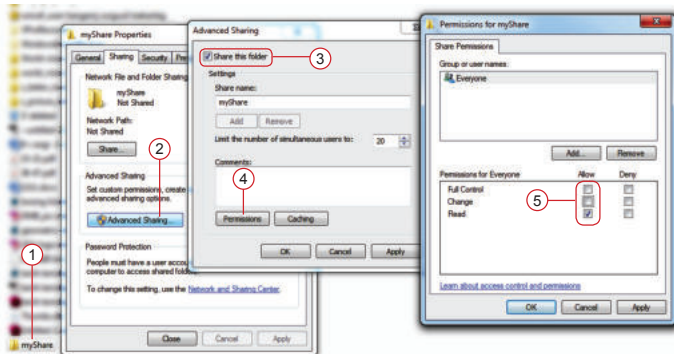 1
myShare
myShare Properties
General
Sharing
Security
Network File and Folder Sharing
myShare
Not Shared
Network Path:
Not Shared
Share...
2
Advanced Sharing
Set custom permissions, create
advanced sharing options.
Advanced Sharing...
Password Protection
People must have a user
computer to access shared
To change this setting, use the Network and Sharing Center.
Close
Cancel
Apply
Advanced Sharing
Share this folder
3
Settings
Share name:
myShare
Add
Remove
Limit the number of simultaneous users to:
20
Comments:
4
Permissions
Caching
OK
Cancel
Apply
Permissions for myShare
Share Permissions
Group or user names:
Everyone
Add...
Remove
Permissions for Everyone
Allow
Deny
Full Control
Change
Read
5
Learn about access control and permissions
OK
Cancel
Apply